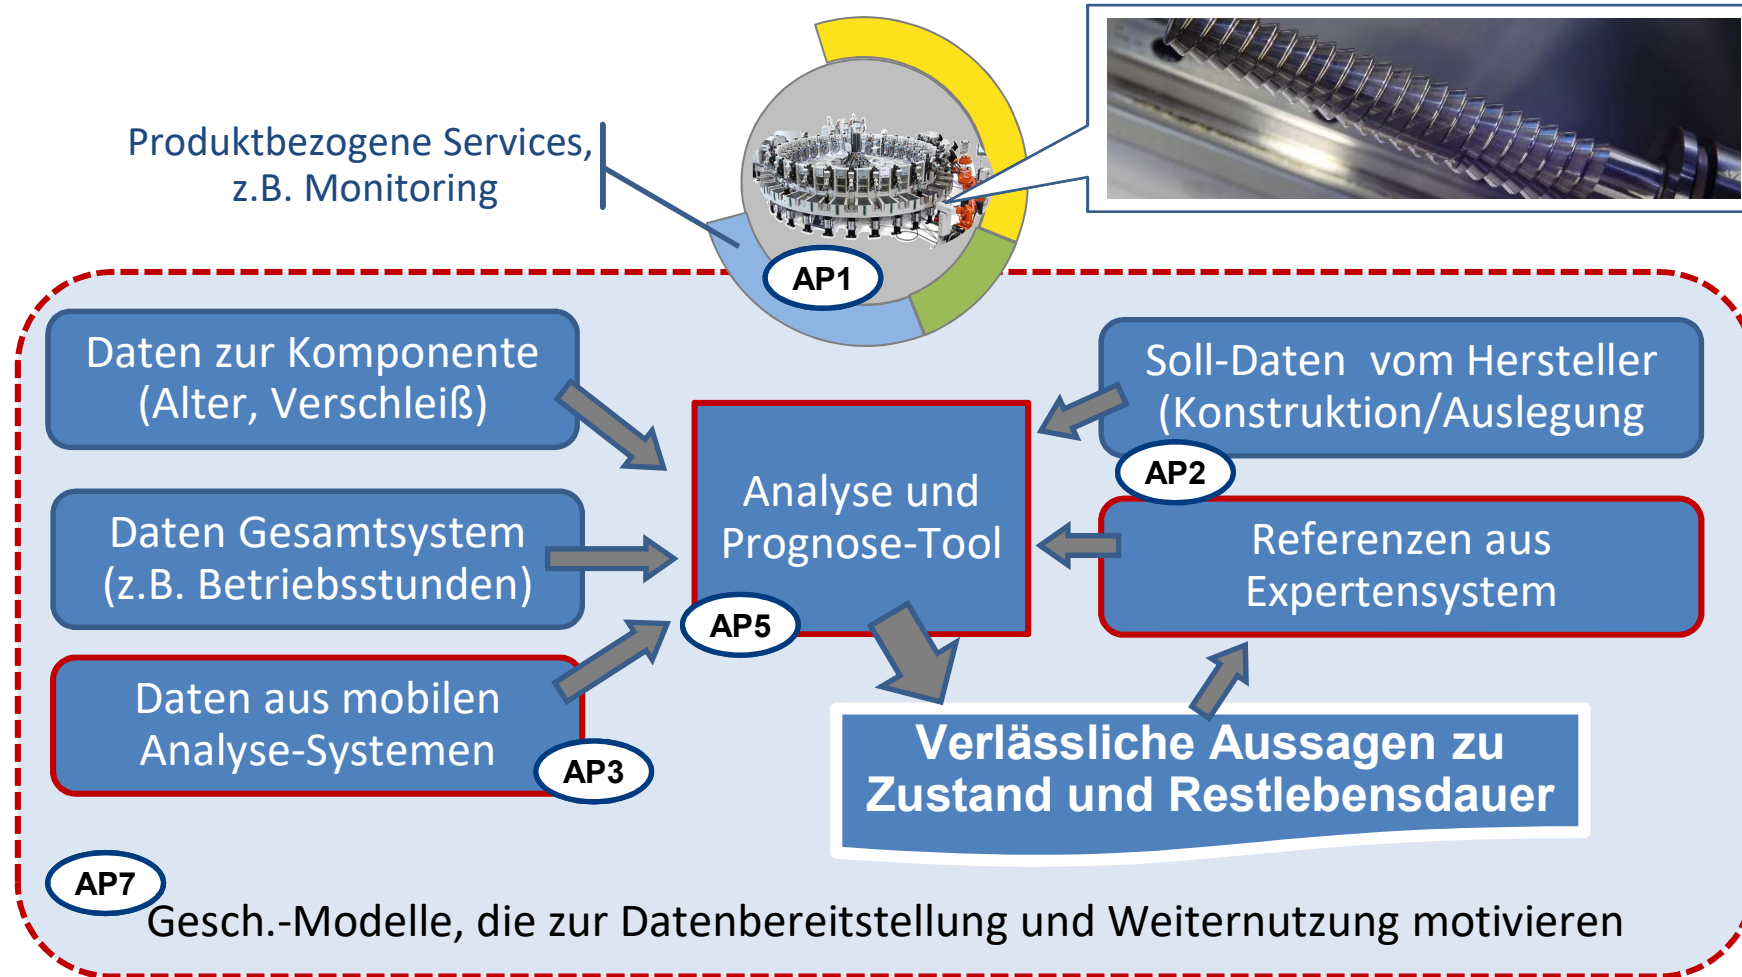 Produktbezogene Services,
z.B. Monitoring
AP1
Daten zur Komponente
(Alter, Verschleiß)
Soll-Daten  vom Hersteller
(Konstruktion/Auslegung
AP2
Analyse und
Prognose-Tool
AP5
Daten Gesamtsystem
(z.B. Betriebsstunden)
Referenzen aus
Expertensystem
Daten aus mobilen
Analyse-Systemen
AP3
Verlässliche Aussagen zu
Zustand und Restlebensdauer
AP7
Gesch.-Modelle, die zur Datenbereitstellung und Weiternutzung motivieren